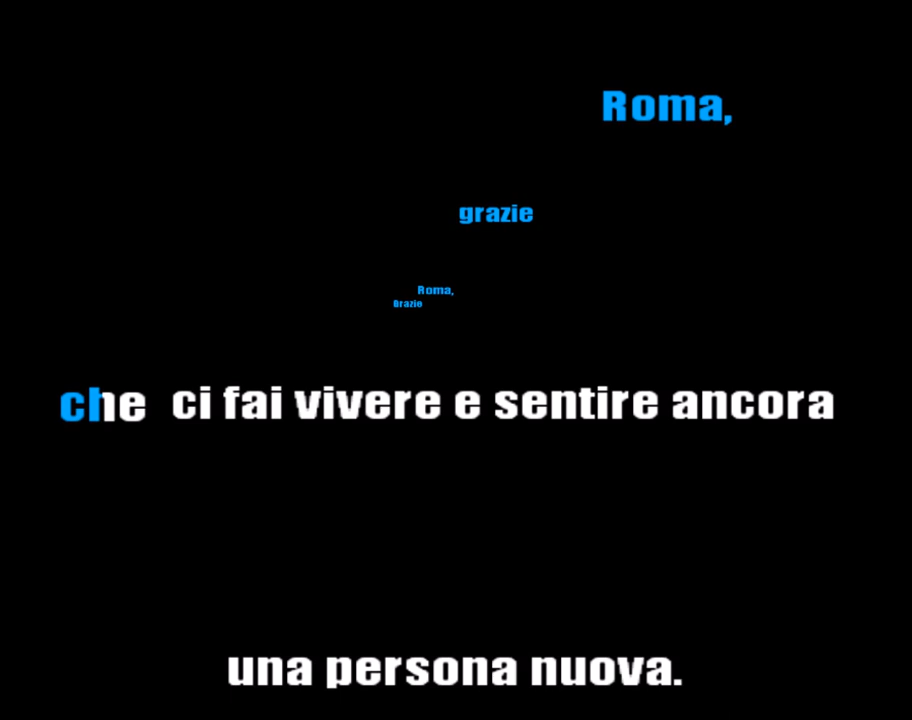 Roma,
grazie
Roma,
Grazie
che ci fai vivere e sentire ancora
una persona nuova.